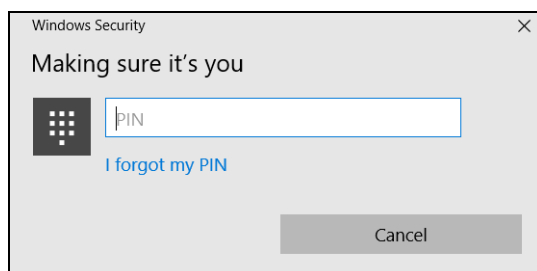 Windows Security
Making sure it’s you
PIN
I forgot my PIN
Cancel